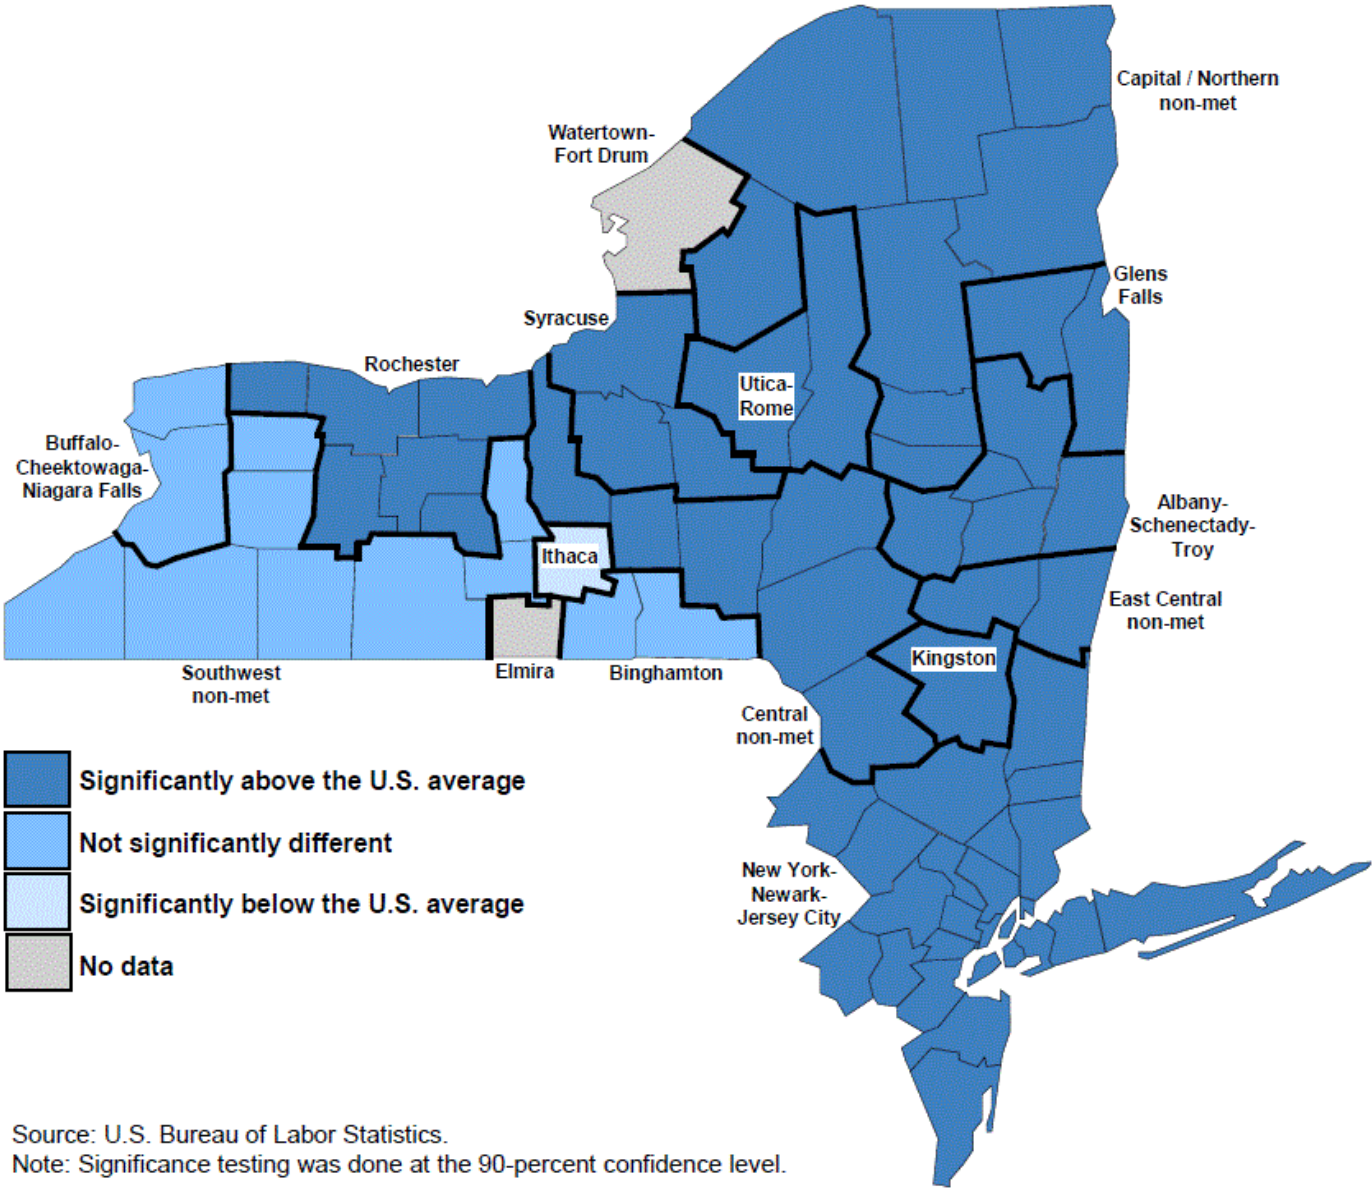 Capital / Northern
non-met
Watertown-
Fort Drum
Glens
Falls
Syracuse
Rochester
Utica-
Rome
Buffalo-
Cheektowaga-
Niagara Falls
Albany-
Schenectady-
Troy
Ithaca
East Central
non-met
Kingston
Southwest
non-met
Elmira
Binghamton
Central
non-met
Significantly above the U.S. average
Not significantly different
Significantly below the U.S. average
No data
New York-
Newark-
Jersey City
Source: U.S. Bureau of Labor Statistics.
Note: Significance testing was done at the 90-percent confidence level.